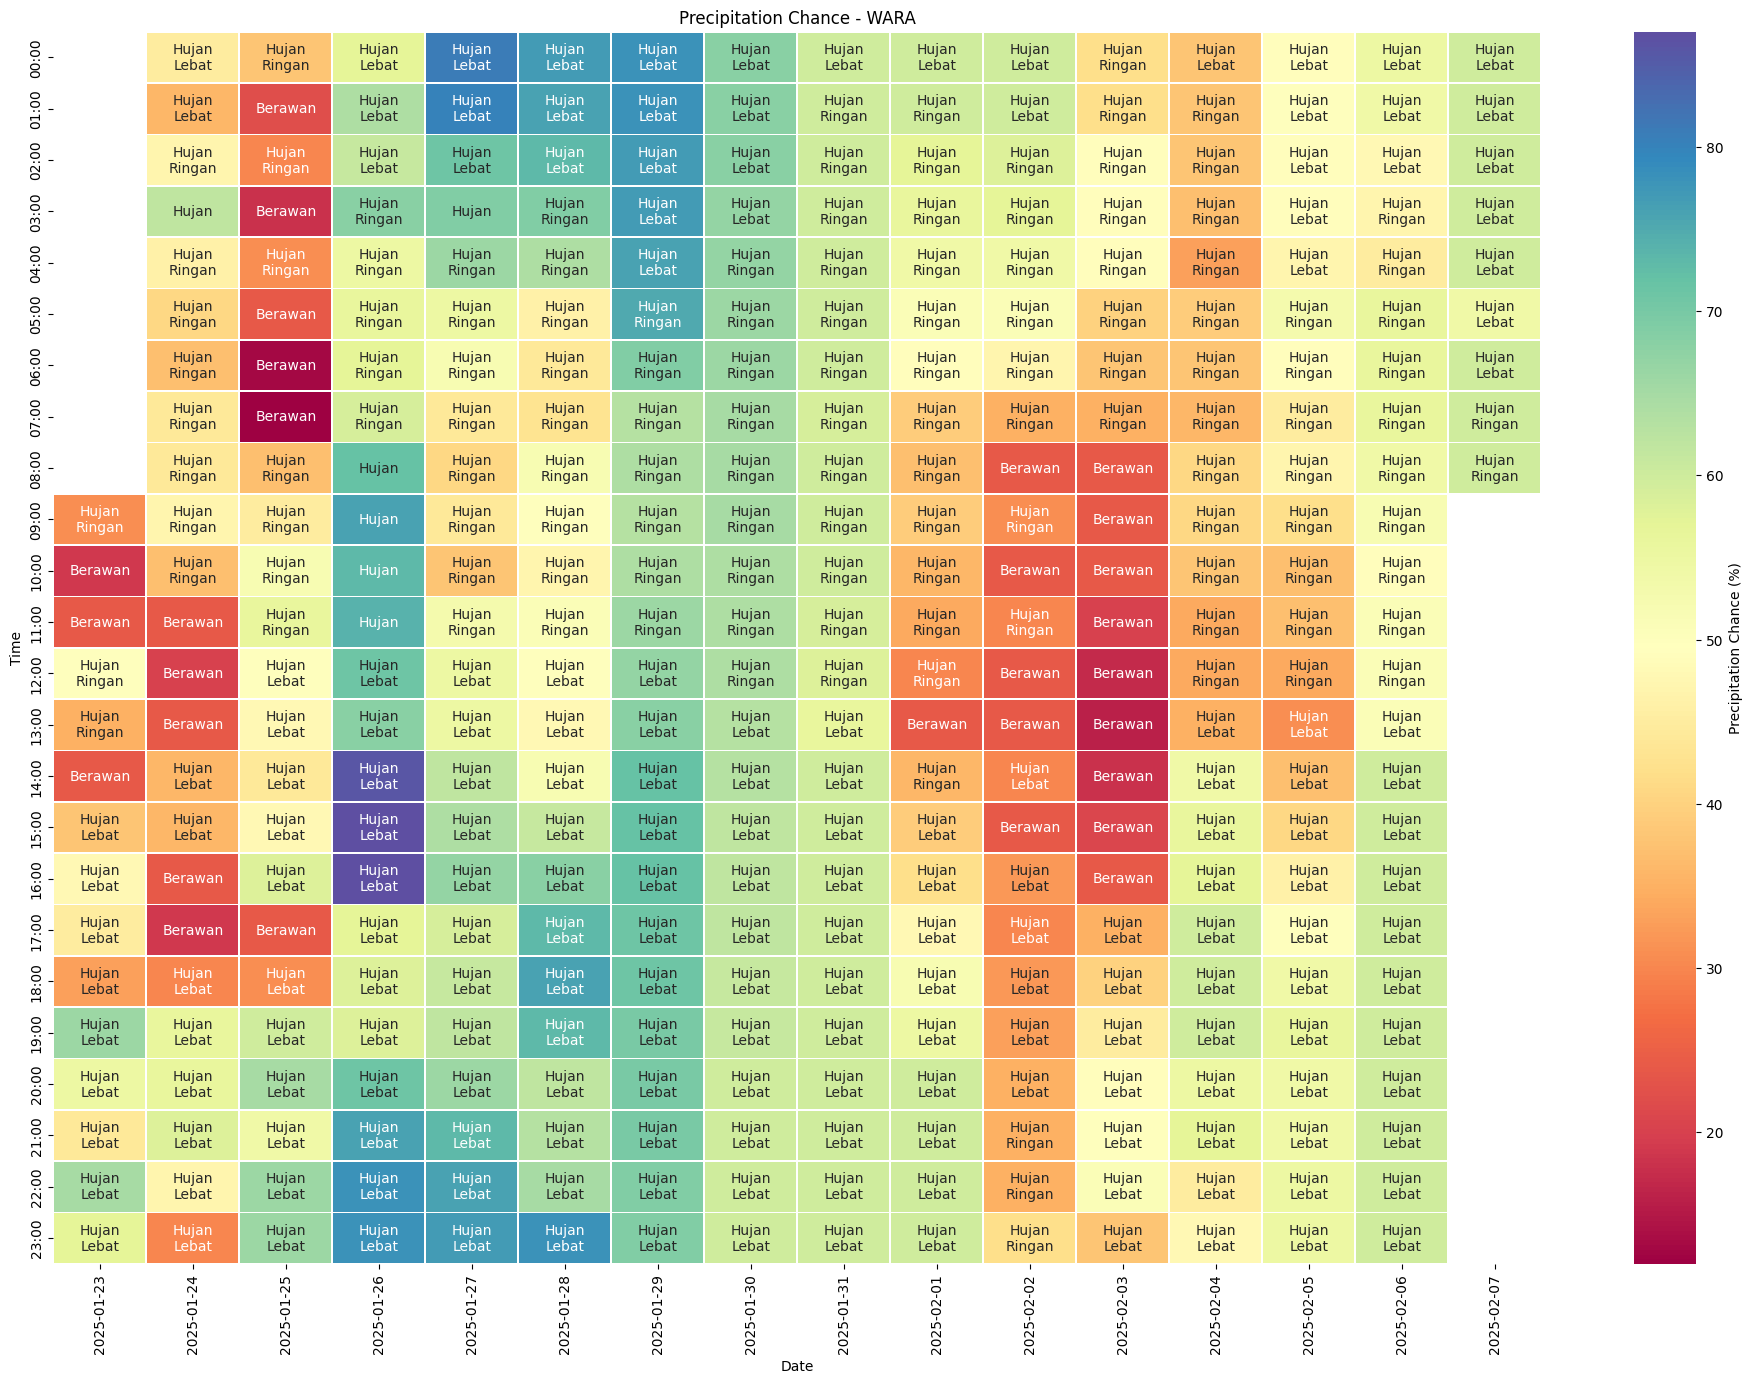 Precipitation Chance - WARA
00:00 Hujan Lebat Hujan Ringan Hujan Lebat Hujan Lebat Hujan Lebat Hujan Lebat Hujan Lebat Hujan Lebat Hujan Lebat Hujan Lebat Hujan Ringan Hujan Lebat Hujan Lebat Hujan Lebat Hujan Lebat
01:00 Hujan Lebat Berawan Hujan Lebat Hujan Lebat Hujan Lebat Hujan Lebat Hujan Lebat Hujan Ringan Hujan Ringan Hujan Lebat Hujan Ringan Hujan Ringan Hujan Lebat Hujan Lebat Hujan Lebat
02:00 Hujan Ringan Hujan Ringan Hujan Lebat Hujan Lebat Hujan Lebat Hujan Lebat Hujan Lebat Hujan Ringan Hujan Ringan Hujan Ringan Hujan Ringan Hujan Ringan Hujan Lebat Hujan Lebat Hujan Lebat
03:00 Hujan Berawan Hujan Ringan Hujan Hujan Ringan Hujan Lebat Hujan Lebat Hujan Ringan Hujan Ringan Hujan Ringan Hujan Ringan Hujan Ringan Hujan Lebat Hujan Ringan Hujan Lebat
04:00 Hujan Ringan Hujan Ringan Hujan Ringan Hujan Ringan Hujan Ringan Hujan Lebat Hujan Ringan Hujan Ringan Hujan Ringan Hujan Ringan Hujan Ringan Hujan Ringan Hujan Lebat Hujan Ringan Hujan Lebat
05:00 Hujan Ringan Berawan Hujan Ringan Hujan Ringan Hujan Ringan Hujan Ringan Hujan Ringan Hujan Ringan Hujan Ringan Hujan Ringan Hujan Ringan Hujan Ringan Hujan Ringan Hujan Ringan Hujan Lebat
06:00 Hujan Ringan Berawan Hujan Ringan Hujan Ringan Hujan Ringan Hujan Ringan Hujan Ringan Hujan Ringan Hujan Ringan Hujan Ringan Hujan Ringan Hujan Ringan Hujan Ringan Hujan Ringan Hujan Lebat
07:00 Hujan Ringan Berawan Hujan Ringan Hujan Ringan Hujan Ringan Hujan Ringan Hujan Ringan Hujan Ringan Hujan Ringan Hujan Ringan Hujan Ringan Hujan Ringan Hujan Ringan Hujan Ringan Hujan Ringan
08:00 Hujan Ringan Hujan Ringan Hujan Hujan Ringan Hujan Ringan Hujan Ringan Hujan Ringan Hujan Ringan Hujan Ringan Berawan Berawan Hujan Ringan Hujan Ringan Hujan Ringan Hujan Ringan
09:00 Hujan Ringan Hujan Ringan Hujan Ringan Hujan Hujan Ringan Hujan Ringan Hujan Ringan Hujan Ringan Hujan Ringan Hujan Ringan Hujan Ringan Berawan Hujan Ringan Hujan Ringan Hujan Ringan
10:00 Berawan Hujan Ringan Hujan Ringan Hujan Hujan Ringan Hujan Ringan Hujan Ringan Hujan Ringan Hujan Ringan Hujan Ringan Berawan Berawan Hujan Ringan Hujan Ringan Hujan Ringan
11:00 Berawan Berawan Hujan Ringan Hujan Hujan Ringan Hujan Ringan Hujan Ringan Hujan Ringan Hujan Ringan Hujan Ringan Hujan Ringan Berawan Hujan Ringan Hujan Ringan Hujan Ringan
12:00 Hujan Ringan Berawan Hujan Lebat Hujan Lebat Hujan Lebat Hujan Lebat Hujan Lebat Hujan Ringan Hujan Ringan Hujan Ringan Berawan Berawan Hujan Ringan Hujan Ringan Hujan Ringan
13:00 Hujan Ringan Berawan Hujan Lebat Hujan Lebat Hujan Lebat Hujan Lebat Hujan Lebat Hujan Lebat Hujan Lebat Berawan Berawan Berawan Hujan Lebat Hujan Lebat Hujan Lebat
14:00 Berawan Hujan Lebat Hujan Lebat Hujan Lebat Hujan Lebat Hujan Lebat Hujan Lebat Hujan Lebat Hujan Lebat Hujan Ringan Hujan Lebat Berawan Hujan Lebat Hujan Lebat Hujan Lebat
15:00 Hujan Lebat Hujan Lebat Hujan Lebat Hujan Lebat Hujan Lebat Hujan Lebat Hujan Lebat Hujan Lebat Hujan Lebat Hujan Lebat Berawan Berawan Hujan Lebat Hujan Lebat Hujan Lebat
16:00 Hujan Lebat Berawan Hujan Lebat Hujan Lebat Hujan Lebat Hujan Lebat Hujan Lebat Hujan Lebat Hujan Lebat Hujan Lebat Hujan Lebat Berawan Hujan Lebat Hujan Lebat Hujan Lebat
17:00 Hujan Lebat Berawan Berawan Hujan Lebat Hujan Lebat Hujan Lebat Hujan Lebat Hujan Lebat Hujan Lebat Hujan Lebat Hujan Lebat Hujan Lebat Hujan Lebat Hujan Lebat Hujan Lebat
18:00 Hujan Lebat Hujan Lebat Hujan Lebat Hujan Lebat Hujan Lebat Hujan Lebat Hujan Lebat Hujan Lebat Hujan Lebat Hujan Lebat Hujan Lebat Hujan Lebat Hujan Lebat Hujan Lebat Hujan Lebat
19:00 Hujan Lebat Hujan Lebat Hujan Lebat Hujan Lebat Hujan Lebat Hujan Lebat Hujan Lebat Hujan Lebat Hujan Lebat Hujan Lebat Hujan Lebat Hujan Lebat Hujan Lebat Hujan Lebat Hujan Lebat
20:00 Hujan Lebat Hujan Lebat Hujan Lebat Hujan Lebat Hujan Lebat Hujan Lebat Hujan Lebat Hujan Lebat Hujan Lebat Hujan Lebat Hujan Lebat Hujan Lebat Hujan Lebat Hujan Lebat Hujan Lebat
21:00 Hujan Lebat Hujan Lebat Hujan Lebat Hujan Lebat Hujan Lebat Hujan Lebat Hujan Lebat Hujan Lebat Hujan Lebat Hujan Lebat Hujan Ringan Hujan Lebat Hujan Lebat Hujan Lebat Hujan Lebat
22:00 Hujan Lebat Hujan Lebat Hujan Lebat Hujan Lebat Hujan Lebat Hujan Lebat Hujan Lebat Hujan Lebat Hujan Lebat Hujan Lebat Hujan Ringan Hujan Lebat Hujan Lebat Hujan Lebat Hujan Lebat
23:00 Hujan Lebat Hujan Lebat Hujan Lebat Hujan Lebat Hujan Lebat Hujan Lebat Hujan Lebat Hujan Lebat Hujan Lebat Hujan Lebat Hujan Ringan Hujan Lebat Hujan Lebat Hujan Lebat Hujan Lebat
Time
2025-01-23 2025-01-24 2025-01-25 2025-01-26 2025-01-27 2025-01-28 2025-01-29 2025-01-30 2025-01-31 2025-02-01 2025-02-02 2025-02-03 2025-02-04 2025-02-05 2025-02-06 2025-02-07
Date
80
70
60
50
40
30
20
Precipitation Chance (%)